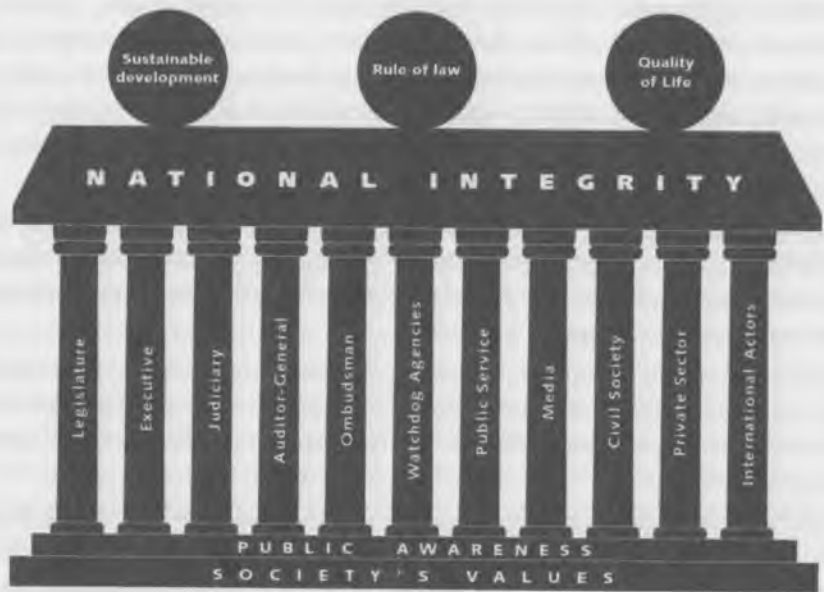 Sustainable
development
Rule of law
Quality
of Life
NATIONAL INTEGRITY
Legislature
Executive
Judiciary
Auditor-General
Ombudsman
Watchdog Agencies
Public Service
Media
Civil Society
Private Sector
International Actors
PUBLIC AWARENESS
SOCIETY'S VALUES